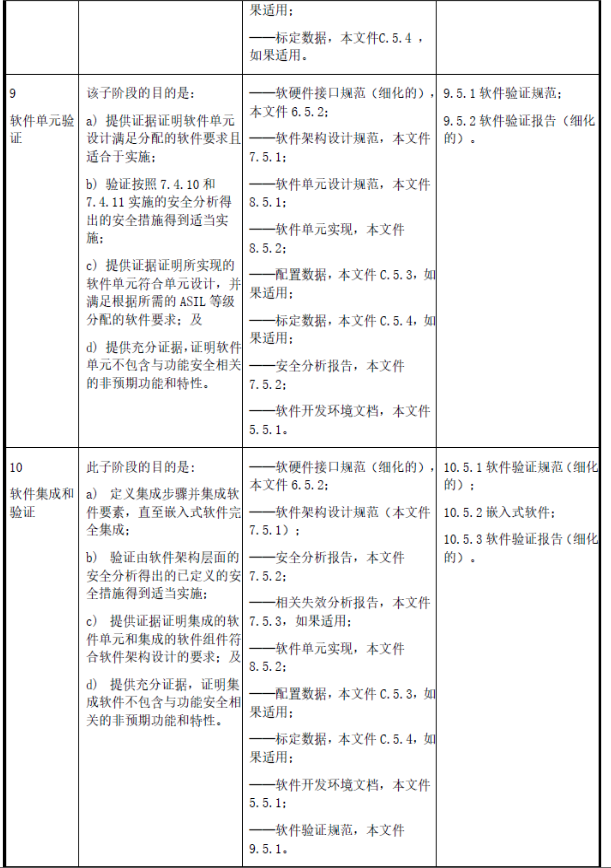 果适用；
——标定数据，本文件C.5.4 ，
如果适用。
9
软件单元验
证
该子阶段的目的是:
a) 提供证据证明软件单元
设计满足分配的软件要求且
适合于实施；
b) 验证按照 7.4.10 和
7.4.11 实施的安全分析得
出的安全措施得到适当实
施；
c) 提供证据证明所实现的
软件单元符合单元设计，并
满足根据所需的 ASIL 等级
分配的软件要求；及
d) 提供充分证据，证明软件
单元不包含与功能安全相关
的非预期功能和特性。
——软硬件接口规范（细化的），
本文件 6.5.2；
——软件架构设计规范，本文件
7.5.1；
——软件单元设计规范，本文件
8.5.1；
——软件单元实现，本文件
8.5.2；
——配置数据，本文件 C.5.3，如
果适用；
——标定数据，本文件 C.5.4，如
果适用；
——安全分析报告，本文件
7.5.2；
——软件开发环境文档，本文件
5.5.1。
9.5.1 软件验证规范；
9.5.2 软件验证报告（细化
的）。
10
软件集成和
验证
此子阶段的目的是:
a) 定义集成步骤并集成软
件要素，直至嵌入式软件完
全集成；
b) 验证由软件架构层面的
安全分析得出的已定义的安
全措施得到适当实施；
c) 提供证据证明集成的软
件单元和集成的软件组件符
合软件架构设计的要求；及
d) 提供充分证据，证明集
成软件不包含与功能安全相
关的非预期功能和特性。
——软硬件接口规范（细化的），
本文件 6.5.2；
——软件架构设计规范（本文件
7.5.1）；
——安全分析报告，本文件
7.5.2；
——相关失效分析报告，本文件
7.5.3，如果适用；
——软件单元实现，本文件
8.5.2；
——配置数据，本文件 C.5.3，如
果适用；
——标定数据，本文件 C.5.4，如
果适用；
——软件开发环境文档，本文件
5.5.1；
——软件验证规范，本文件
9.5.1。
10.5.1 软件验证规范（细化
的）；
10.5.2 嵌入式软件；
10.5.3 软件验证报告（细化
的）。